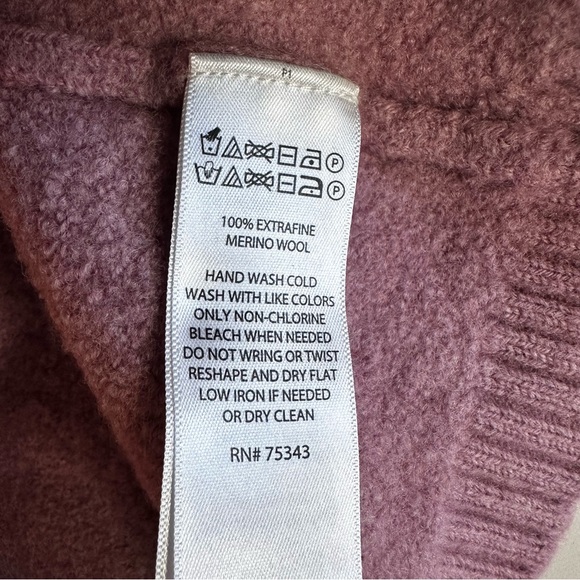 P1
P
P
100% EXTRAFINE
MERINO WOOL
HAND WASH COLD
WASH WITH LIKE COLORS
ONLY NON-CHLORINE
BLEACH WHEN NEEDED
DO NOT WRING OR TWIST
RESHAPE AND DRY FLAT
LOW IRON IF NEEDED
OR DRY CLEAN
RN# 75343